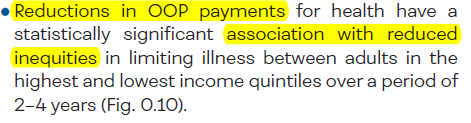 • Reductions in OOP payments for health have a
statistically significant association with reduced
inequities in limiting illness between adults in the
highest and lowest income quintiles over a period of
2–4 years (Fig. 0.10).